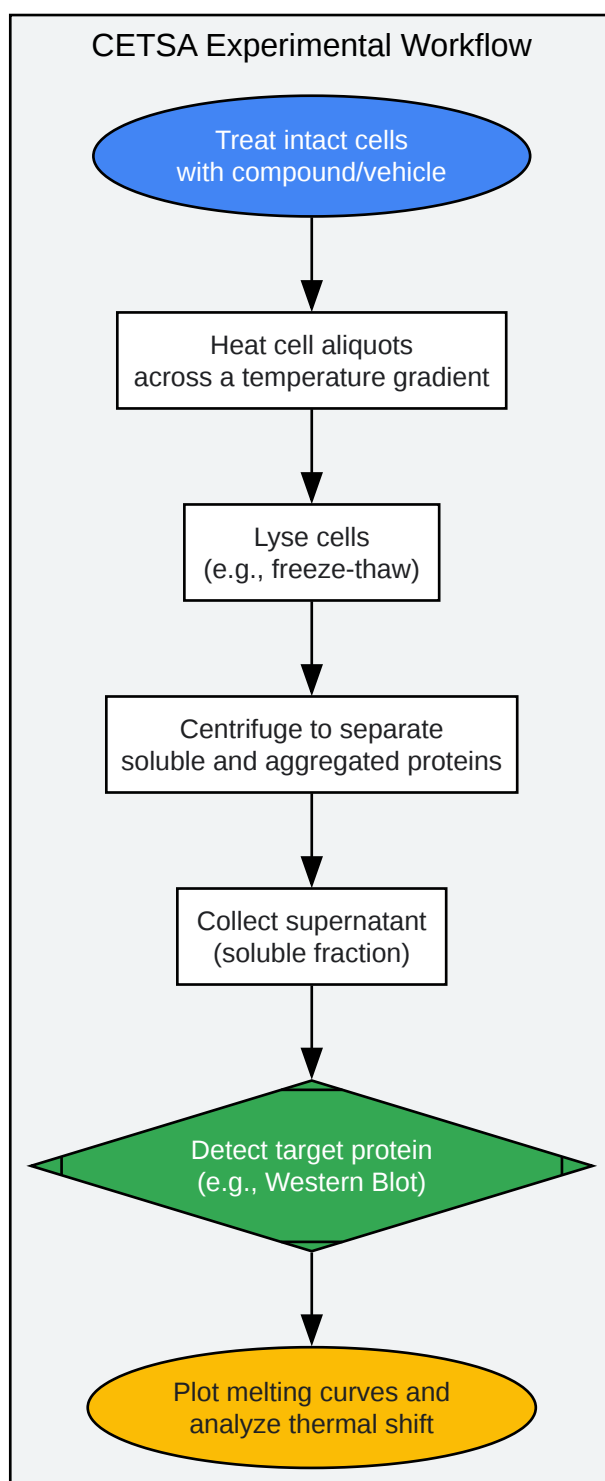 CETSA Experimental Workflow
Treat intact cells
with compound/vehicle
Heat cell aliquots
across a temperature gradient
Lyse cells
(e.g., freeze-thaw)
Centrifuge to separate
soluble and aggregated proteins
Collect supernatant
(soluble fraction)
Detect target protein
(e.g., Western Blot)
Plot melting curves and
analyze thermal shift